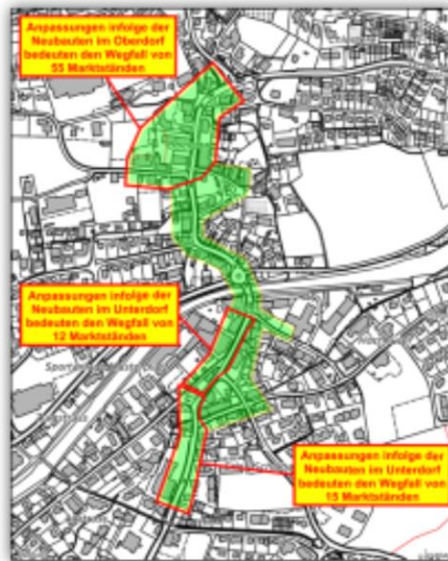 Anpassungen infolge der
Neubauten im Oberdorf
bedeuten den Wegfall von
55 Marktständen
Anpassungen infolge der
Neubauten im Unterdorf
bedeuten den Wegfall von
12 Marktständen
Anpassungen infolge der
Neubauten im Unterdorf
bedeuten den Wegfall von
15 Marktständen